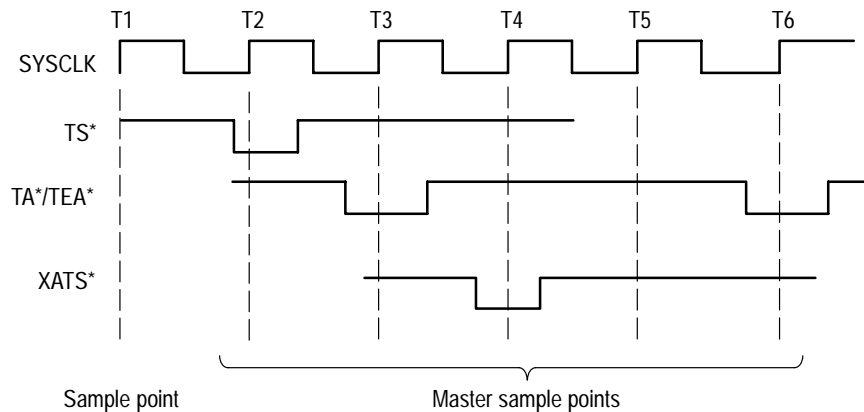 T1 T2 T3 T4 T5 T6
SYSCLK
TS*
TA*/TEA*
XATS*
Sample point Master sample points